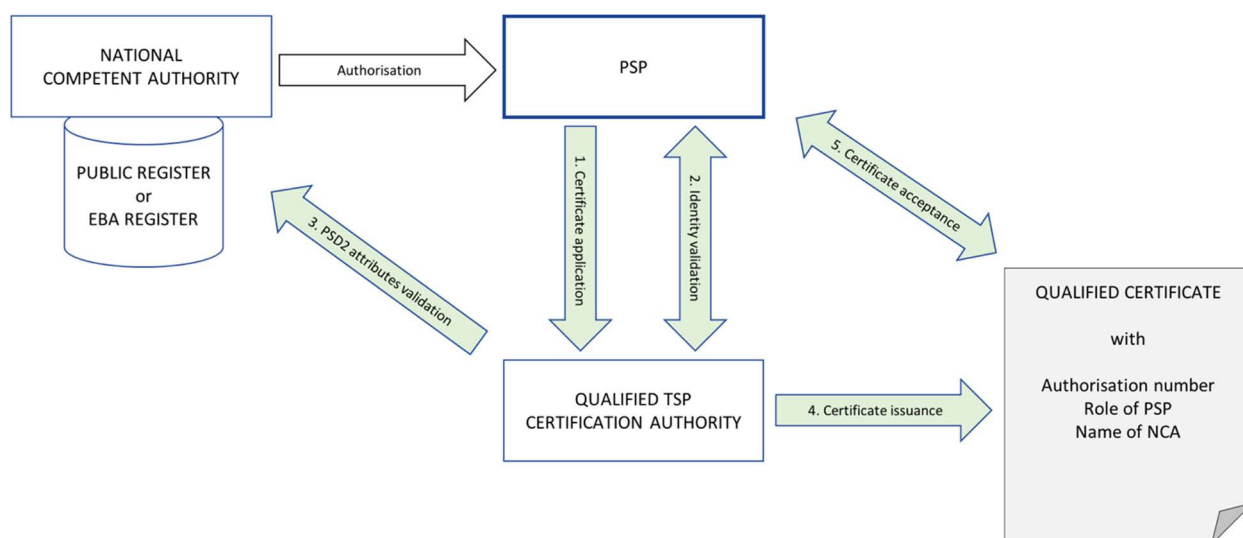 NATIONAL
COMPETENT AUTHORITY
Authorisation
PSP
PUBLIC REGISTER
or
EBA REGISTER
3. PSD2 attributes validation
1. Certificate application
2. Identity validation
5. Certificate acceptance
QUALIFIED TSP
CERTIFICATION AUTHORITY
4. Certificate issuance
QUALIFIED CERTIFICATE
with
Authorisation number
Role of PSP
Name of NCA